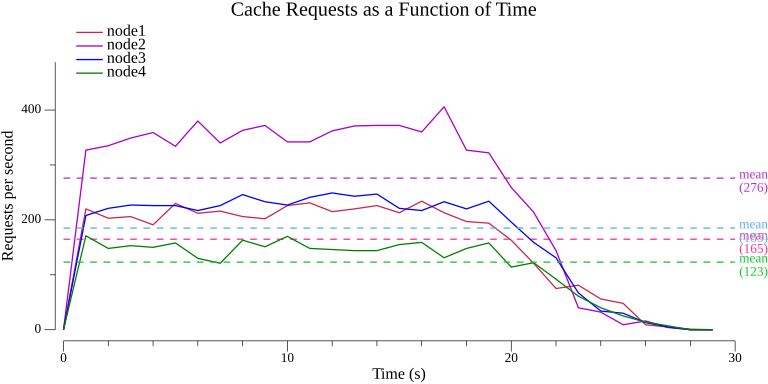 Cache Requests as a Function of Time
node1
node2
node3
node4
400
200
0
Requests per second
mean
(276)
mean
mean
(165)
mean
(123)
0
10
20
30
Time (s)